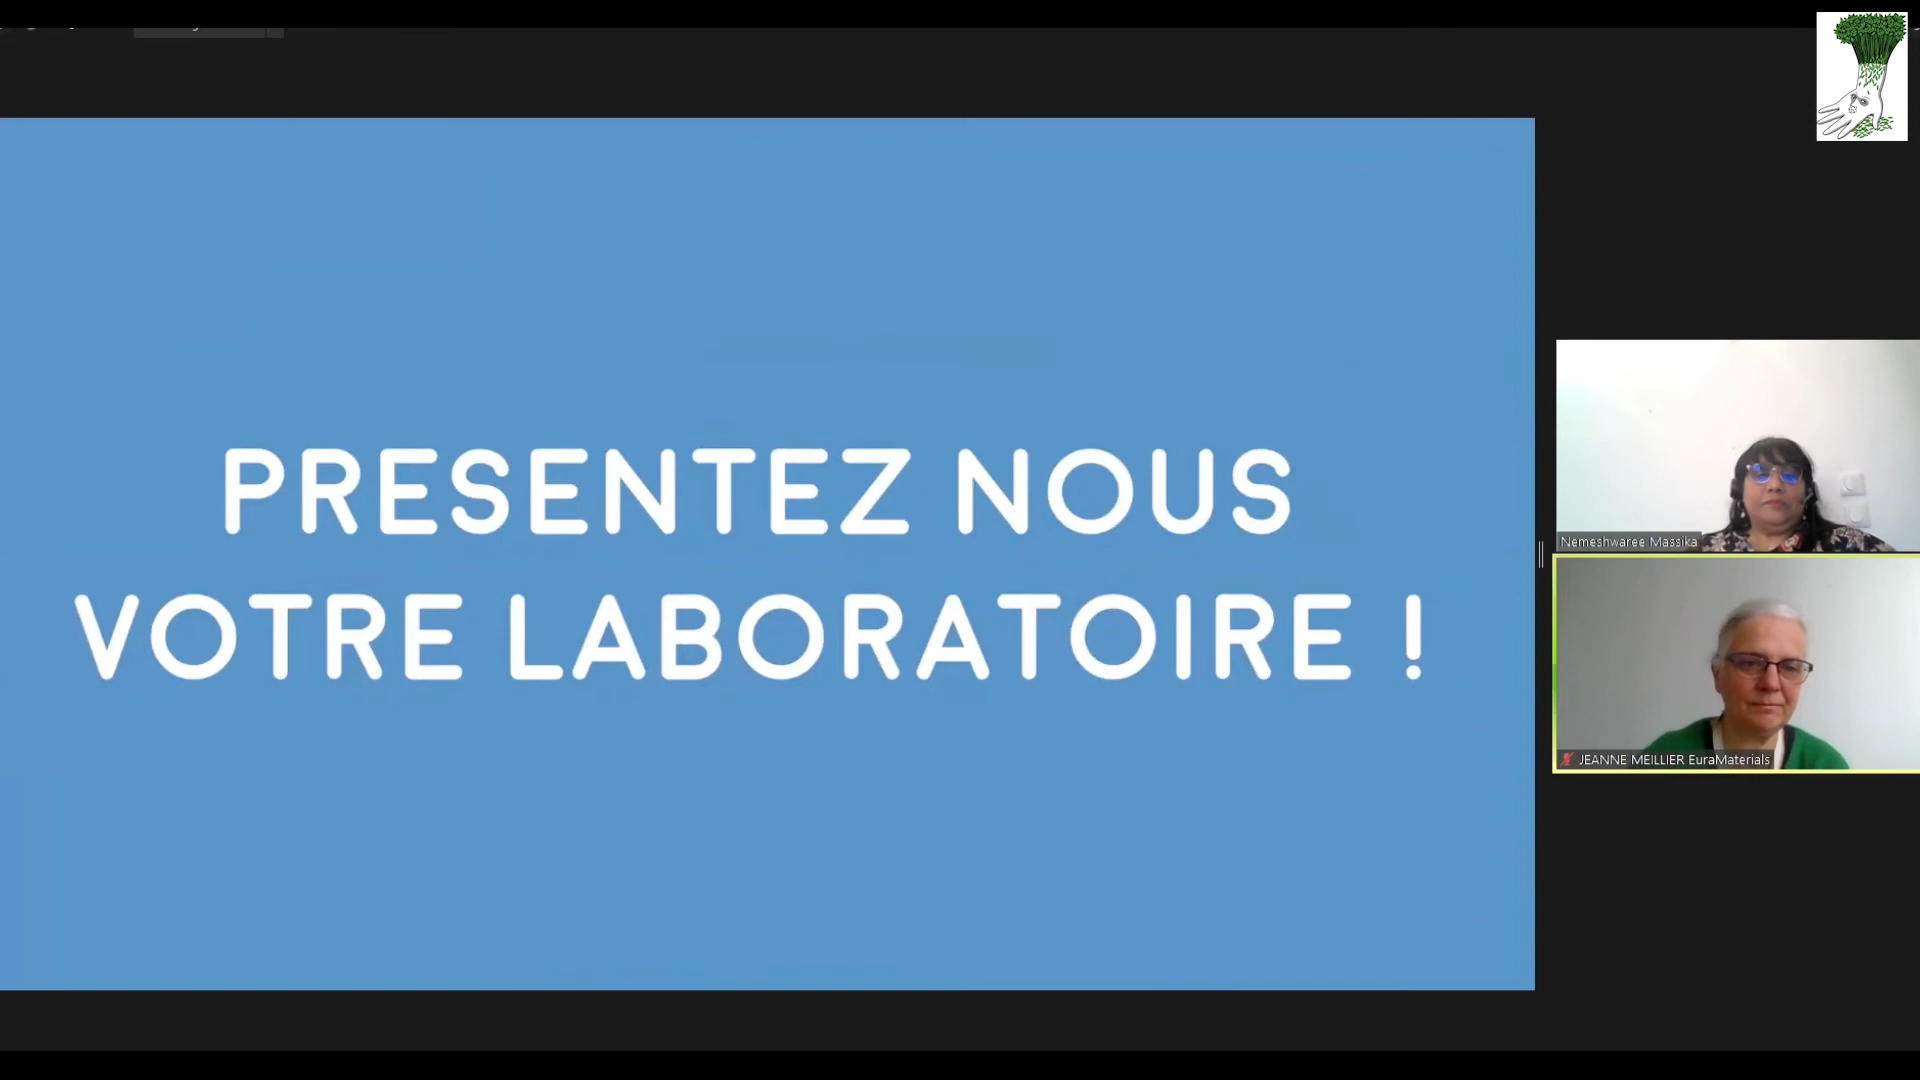 PRESENTEZ NOUS
VOTRE LABORATOIRE !
Nemeshwaree Massika
JEANNE MEILLIER EuraMaterials